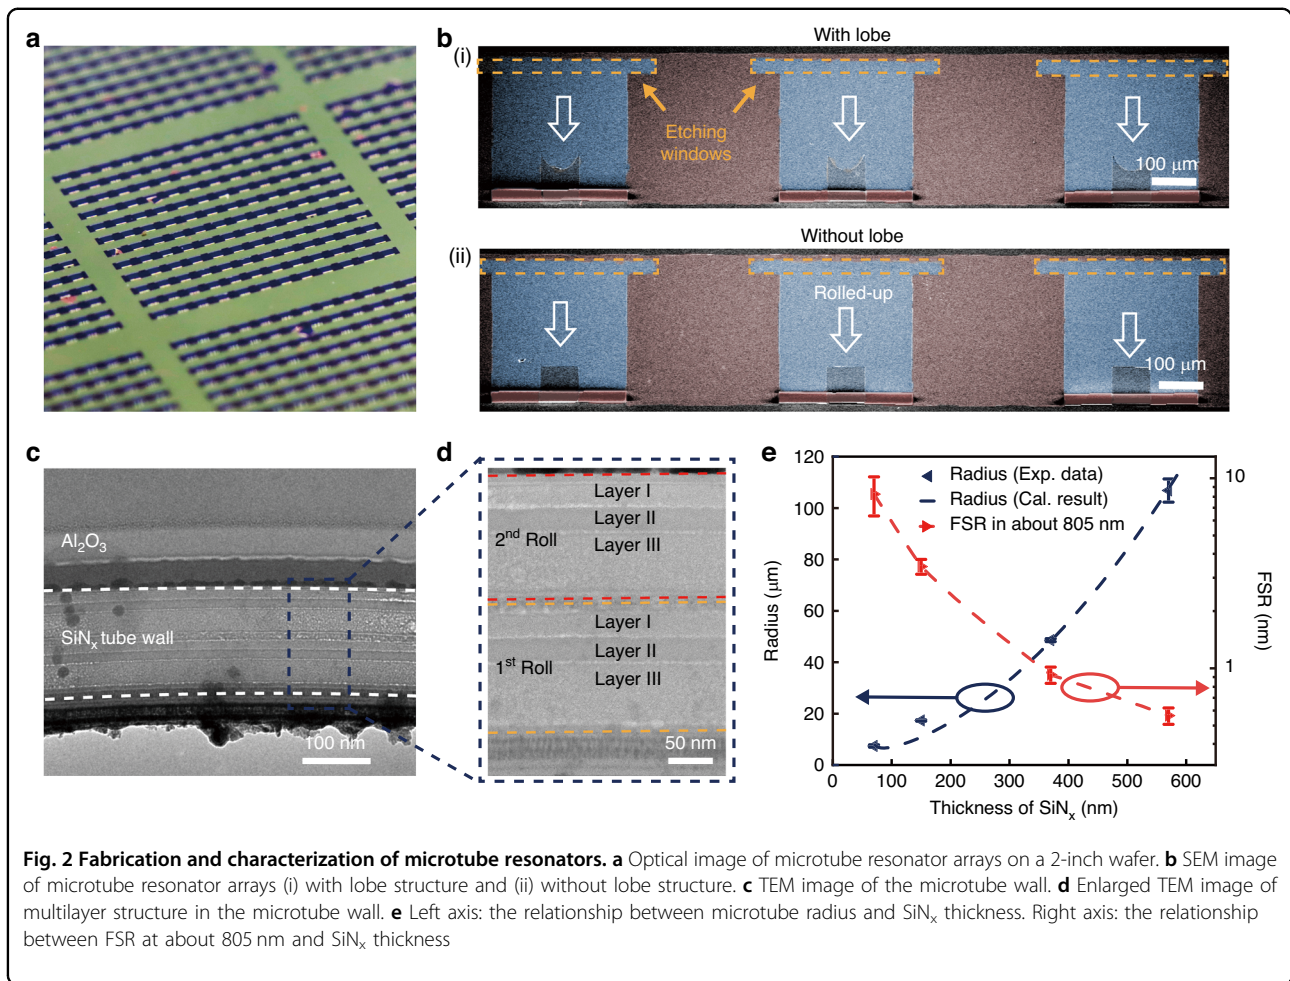 a
b
With lobe
(i)
Etching
windows
100 μm
Without lobe
(ii)
Rolled-up
100 μm
c
Al₂O₃
SiNₓ tube wall
100 nm
d
Layer I
Layer II
2ⁿᵈ Roll
Layer III
Layer I
Layer II
1ˢᵗ Roll
Layer III
50 nm
e
120
100
80
60
40
20
0
Radius (μm)
Radius (Exp. data)
Radius (Cal. result)
FSR in about 805 nm
10
1
FSR (nm)
0 100 200 300 400 500 600
Thickness of SiNₓ (nm)
Fig. 2 Fabrication and characterization of microtube resonators. a Optical image of microtube resonator arrays on a 2-inch wafer. b SEM image
of microtube resonator arrays (i) with lobe structure and (ii) without lobe structure. c TEM image of the microtube wall. d Enlarged TEM image of
multilayer structure in the microtube wall. e Left axis: the relationship between microtube radius and SiNₓ thickness. Right axis: the relationship
between FSR at about 805 nm and SiNₓ thickness